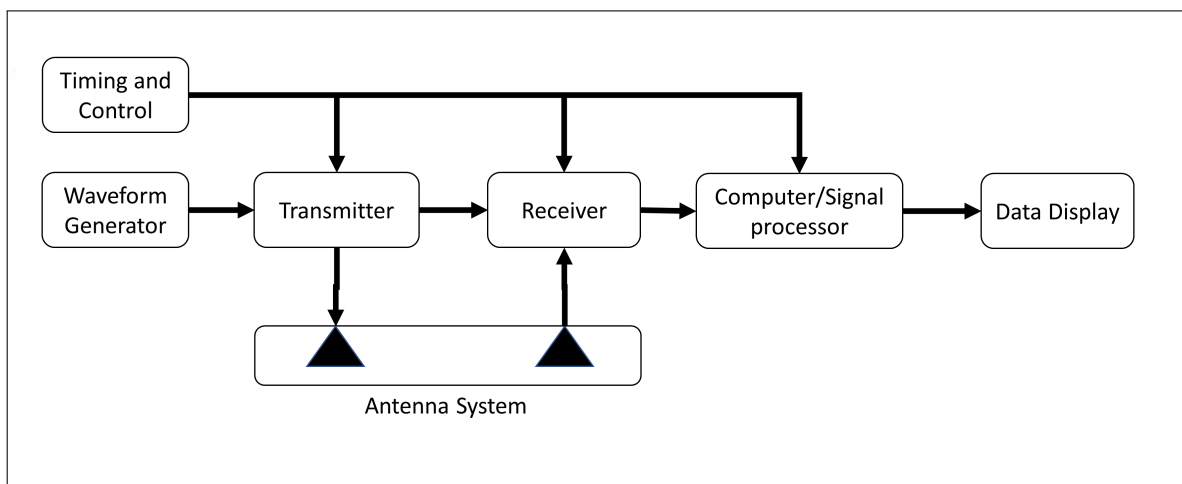 Timing and
Control
Waveform
Generator
Transmitter
Receiver
Computer/Signal
processor
Data Display
Antenna System